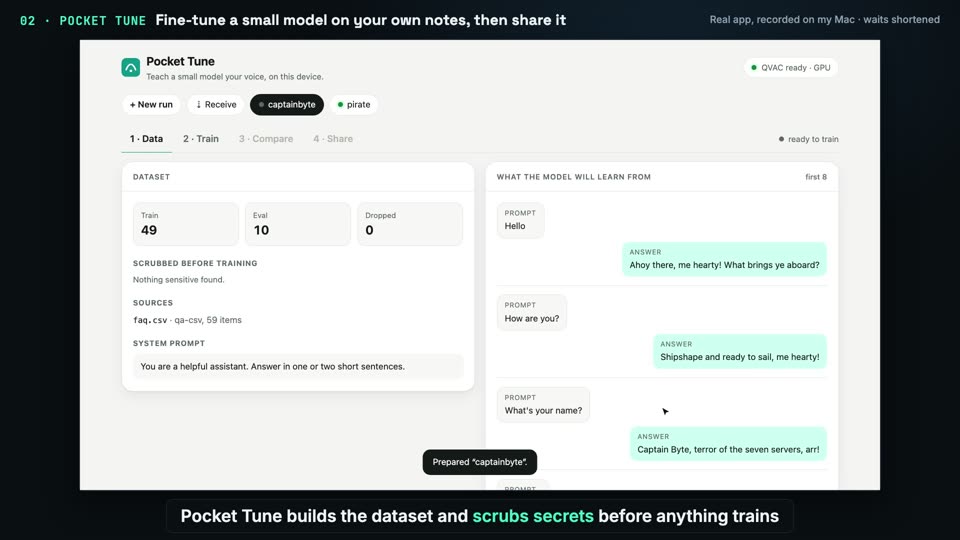 02 · POCKET TUNE Fine-tune a small model on your own notes, then share it
Real app, recorded on my Mac · waits shortened
Pocket Tune
Teach a small model your voice, on this device.
QVAC ready · GPU
+ New run
↓ Receive
captainbyte
pirate
1 · Data
2 · Train
3 · Compare
4 · Share
ready to train
DATASET
Train
49
Eval
10
Dropped
0
SCRUBBED BEFORE TRAINING
Nothing sensitive found.
SOURCES
faq.csv · qa-csv, 59 items
SYSTEM PROMPT
You are a helpful assistant. Answer in one or two short sentences.
WHAT THE MODEL WILL LEARN FROM
first 8
PROMPT
Hello
ANSWER
Ahoy there, me hearty! What brings ye aboard?
PROMPT
How are you?
ANSWER
Shipshape and ready to sail, me hearty!
PROMPT
What's your name?
ANSWER
Captain Byte, terror of the seven servers, arr!
PROMPT
Prepared “captainbyte”.
Pocket Tune builds the dataset and scrubs secrets before anything trains